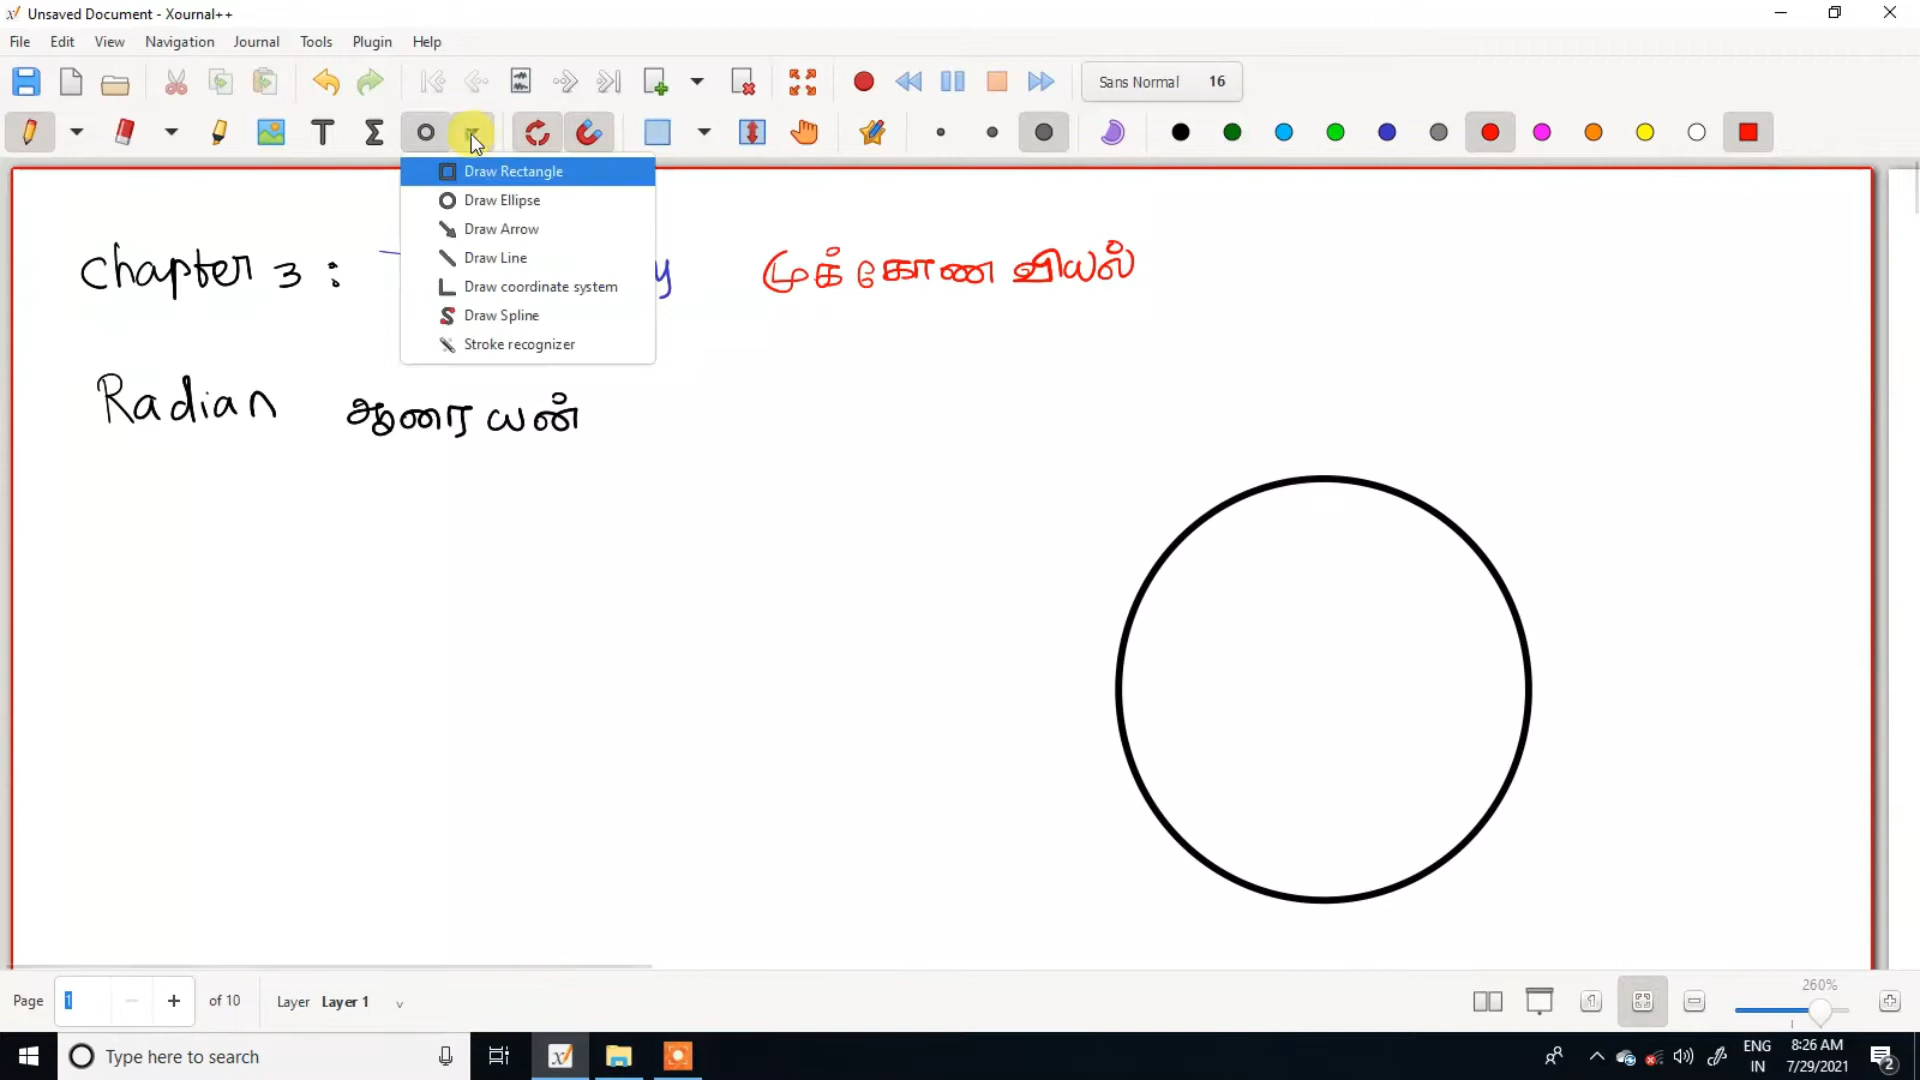 Unsaved Document - Xournal++
File Edit View Navigation Journal Tools Plugin Help
Sans Normal 16
Draw Rectangle
Draw Ellipse
Draw Arrow
Draw Line
Draw coordinate system
Draw Spline
Stroke recognizer
Chapter 3 : y முக்கோணவியல்
Radian ஆரையன்
Page 1 of 10 Layer Layer 1
260%
Type here to search
ENG
IN
8:26 AM
7/29/2021
2